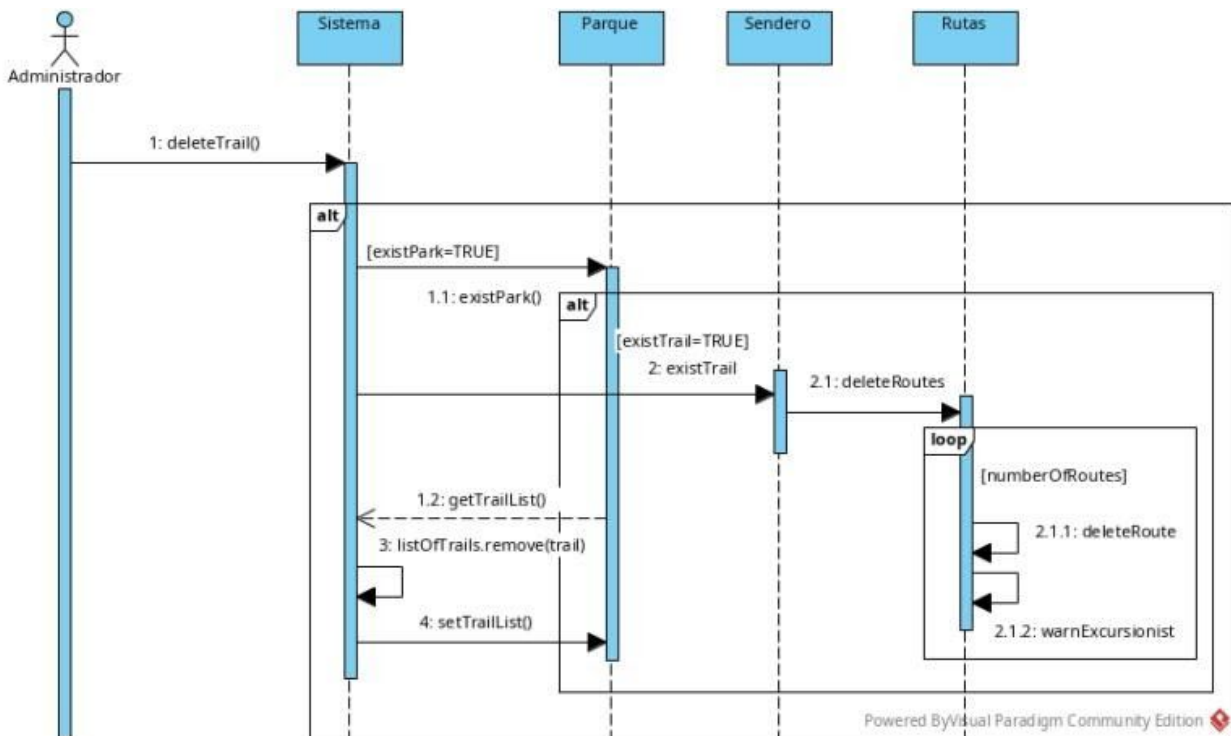 Sistema
Parque
Sendero
Rutas
Administrador
1: deleteTrail()
alt
[existPark=TRUE]
1.1: existPark()
alt
[existTrail=TRUE]
2: existTrail
2.1: deleteRoutes
loop
[numberOfRoutes]
1.2: getTrailList()
2.1.1: deleteRoute
3: listOfTrails.remove(trail)
4: setTrailList()
2.1.2: warnExcursionist
Powered ByVisual Paradigm Community Edition